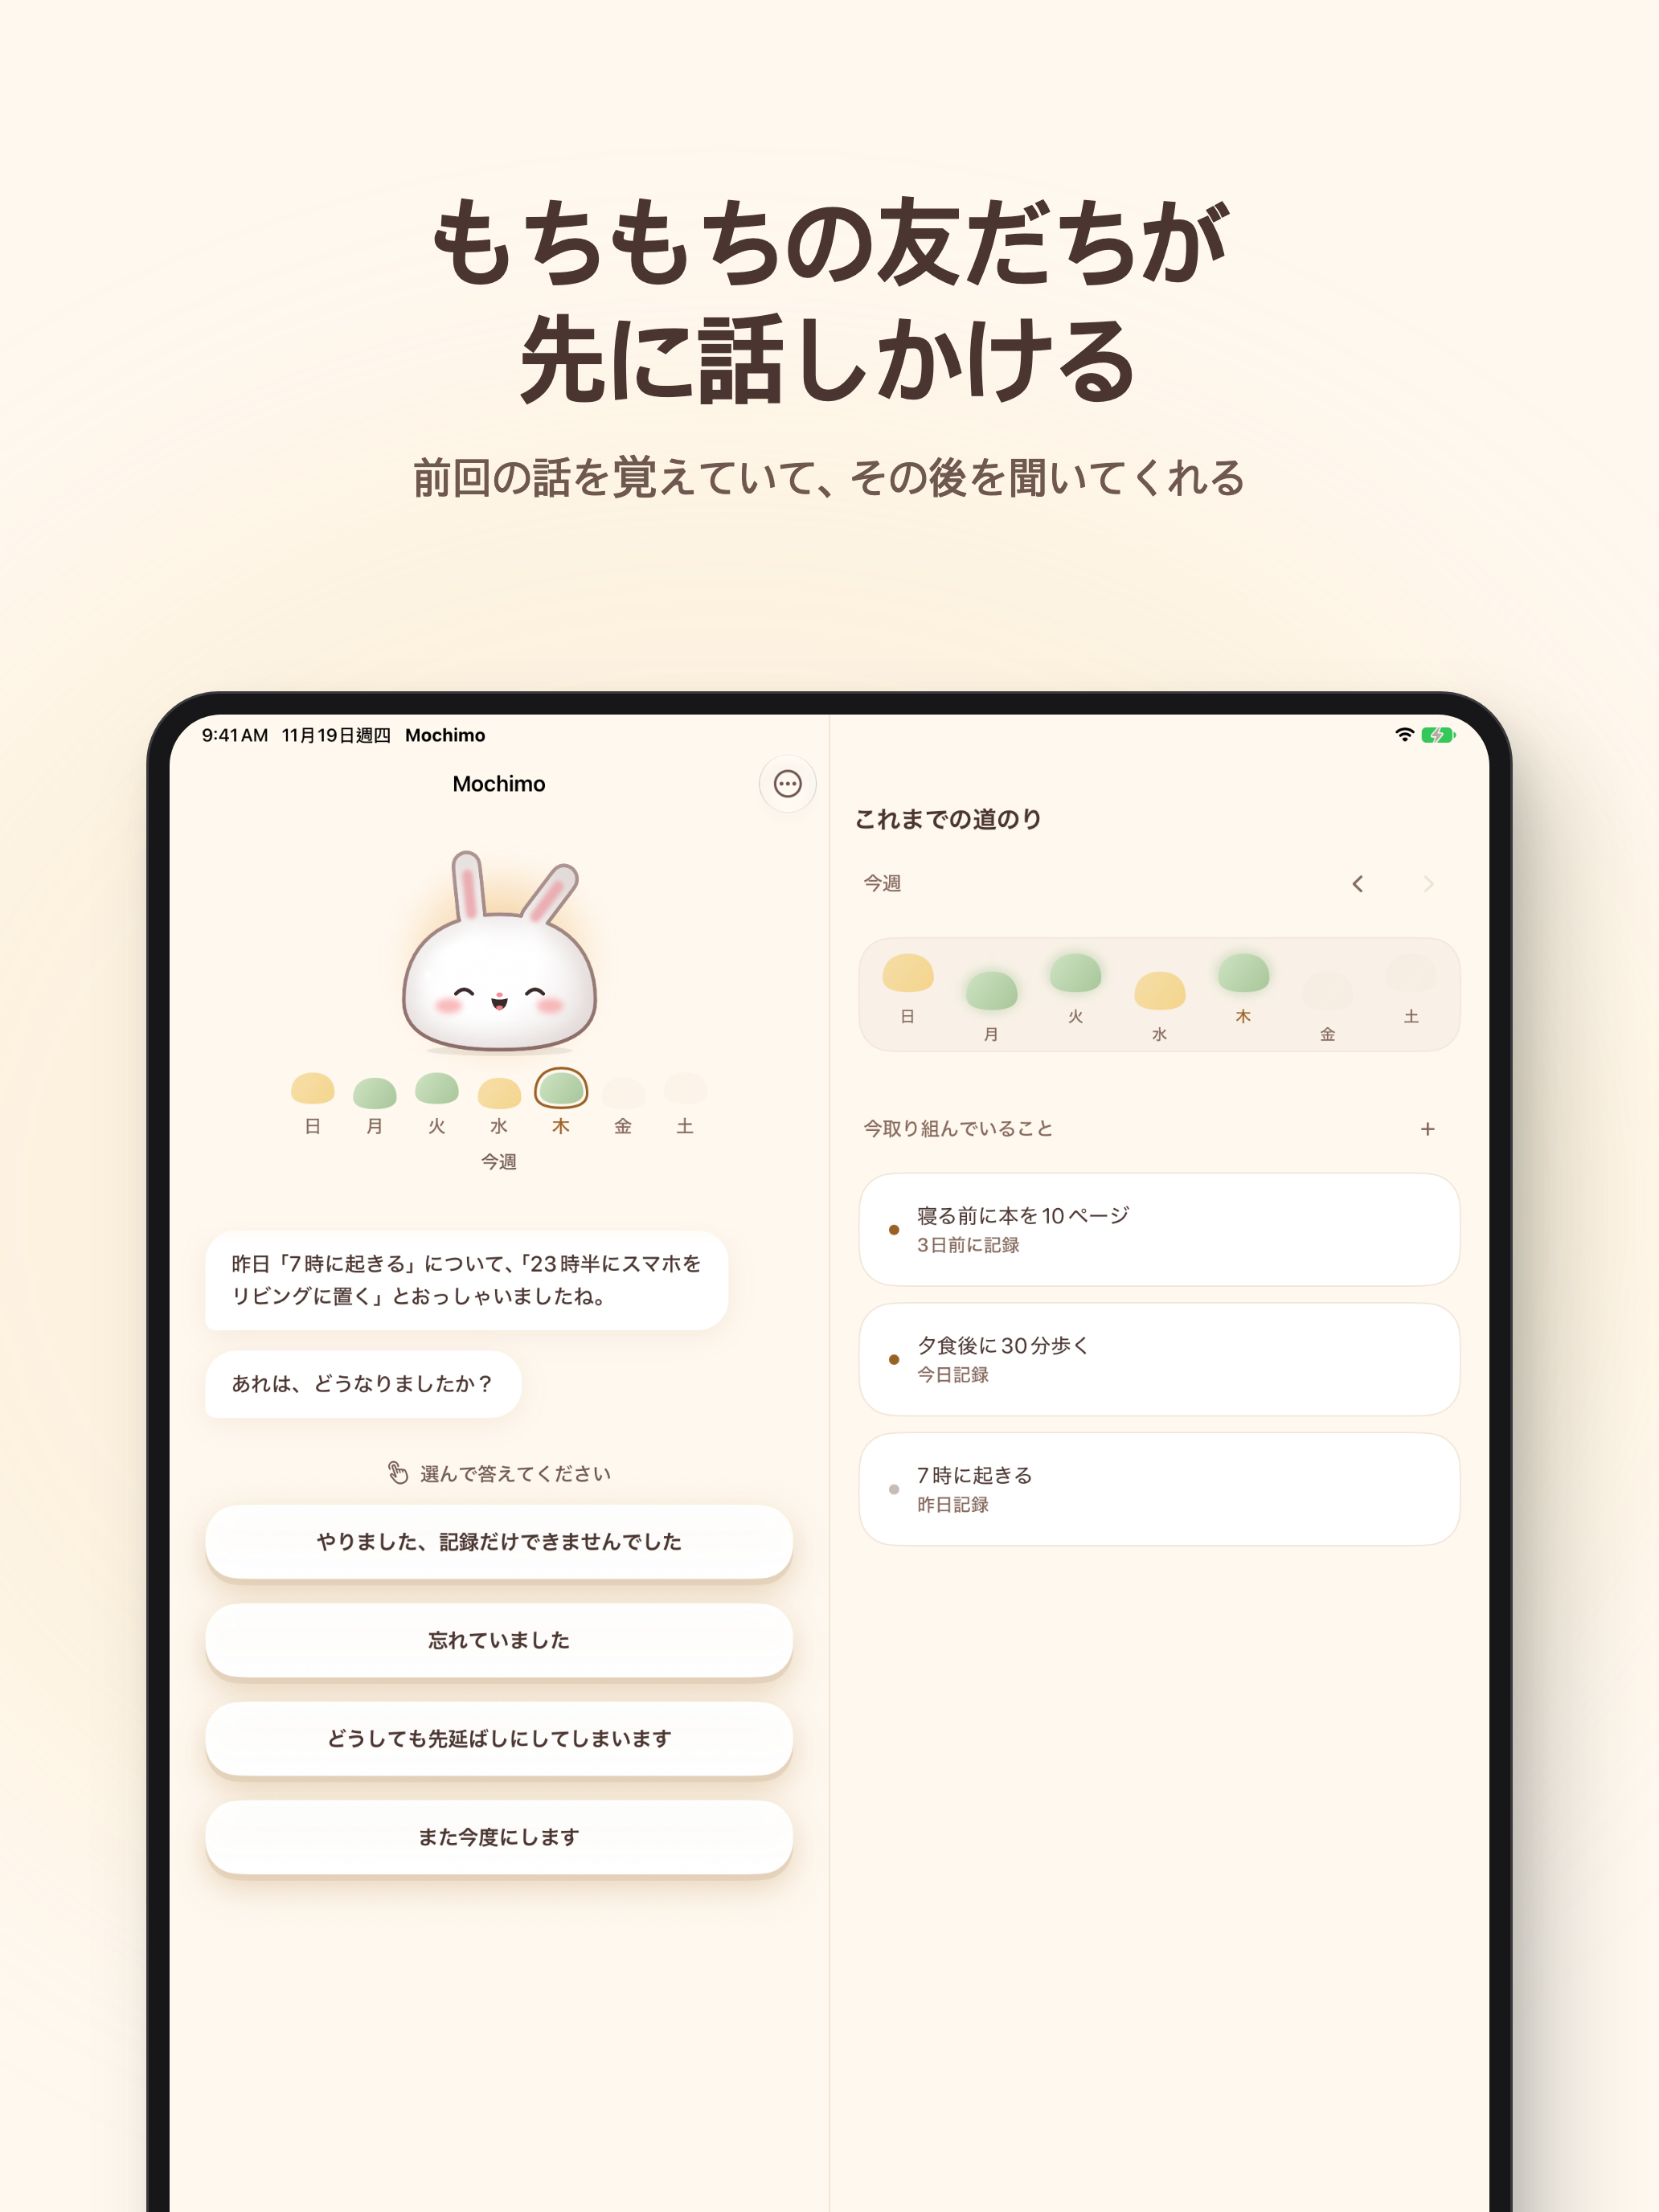 もちもちの友だちが
先に話しかける
前回の話を覚えていて、その後を聞いてくれる
9:41AM 11月19日週四 Mochimo
Mochimo
日 月 火 水 木 金 土
今週
昨日「7時に起きる」について、「23時半にスマホを
リビングに置く」とおっしゃいましたね。
あれは、どうなりましたか？
選んで答えてください
やりました、記録だけできませんでした
忘れていました
どうしても先延ばしにしてしまいます
また今度にします
これまでの道のり
今週
日 月 火 水 木 金 土
今取り組んでいること
寝る前に本を10ページ
3日前に記録
夕食後に30分歩く
今日記録
7時に起きる
昨日記録